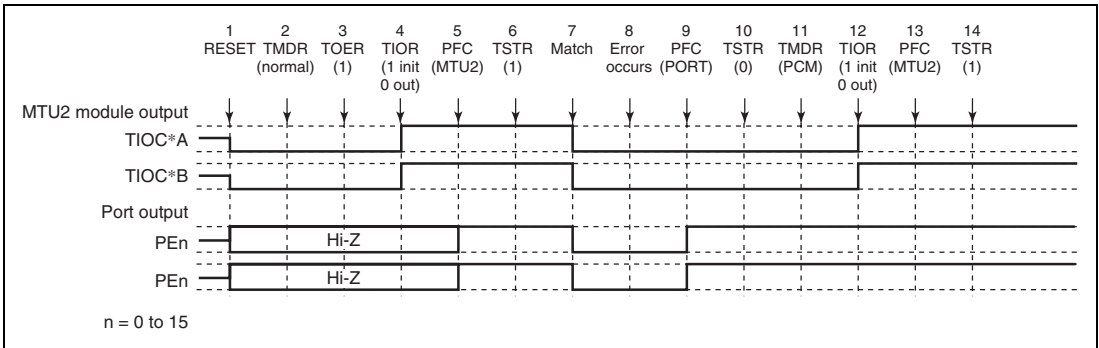 1 2 3 4 5 6 7 8 9 10 11 12 13 14
RESET TMDR TOER TIOR PFC TSTR Match Error PFC TSTR TMDR TIOR PFC TSTR
(normal) (1) (1 init (MTU2) (1) occurs (PORT) (0) (PCM) (1 init (MTU2) (1)
0 out) 0 out)
MTU2 module output
TIOC*A
TIOC*B
Port output
PEn Hi-Z
PEn Hi-Z
n = 0 to 15